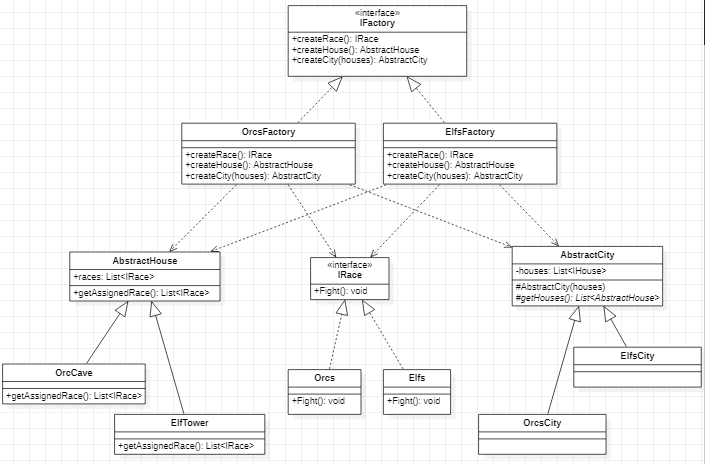 «interface»
IFactory
+createRace(): IRace
+createHouse(): AbstractHouse
+createCity(houses): AbstractCity
OrcsFactory
+createRace(): IRace
+createHouse(): AbstractHouse
+createCity(houses): AbstractCity
ElfsFactory
+createRace(): IRace
+createHouse(): AbstractHouse
+createCity(houses): AbstractCity
AbstractHouse
+races: List<IRace>
+getAssignedRace(): List<IRace>
«interface»
IRace
+Fight(): void
AbstractCity
-houses: List<IHouse>
#AbstractCity(houses)
#getHouses(): List<AbstractHouse>
OrcCave
+getAssignedRace(): List<IRace>
ElfTower
+getAssignedRace(): List<IRace>
Orcs
+Fight(): void
Elfs
+Fight(): void
ElfsCity
OrcsCity